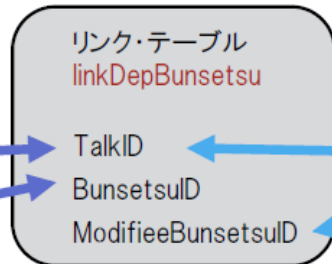 リンク・テーブル
linkDepBunsetsu
TalkID
BunsetsuID
ModifieeBunsetsuID